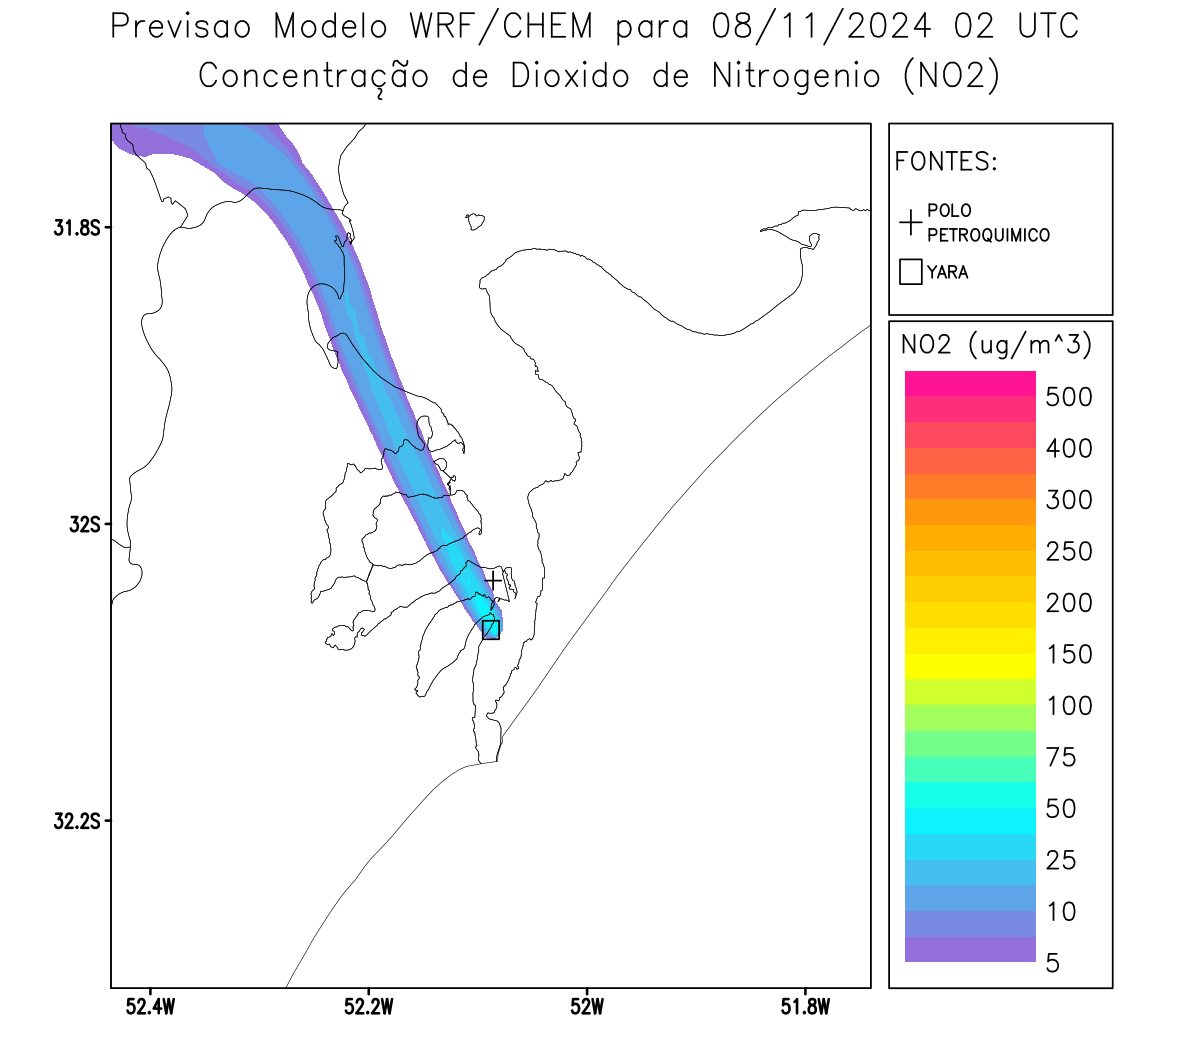 Previsao Modelo WRF/CHEM para 08/11/2024 02 UTC
Concentração de Dioxido de Nitrogenio (NO2)
FONTES:
POLO
PETROQUIMICO
YARA
NO2 (ug/m^3)
500
400
300
250
200
150
100
75
50
25
10
5
31.8S
32S
32.2S
52.4W
52.2W
52W
51.8W